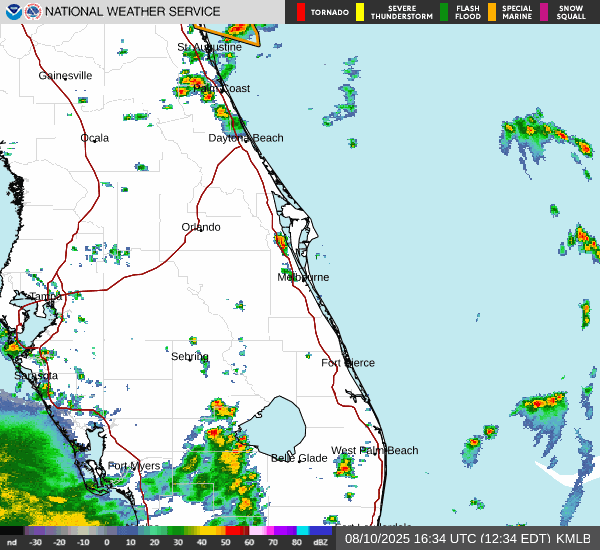 NATIONAL WEATHER SERVICE
TORNADO
SEVERE
THUNDERSTORM
FLASH
FLOOD
SPECIAL
MARINE
SNOW
SQUALL
St. Augustine
Gainesville
Palm Coast
Ocala
Daytona Beach
Orlando
Melbourne
Tampa
Sebring
Fort Pierce
Sarasota
West Palm Beach
Belle Glade
Fort Myers
nd -30 -20 -10 0 10 20 30 40 50 60 70 80 dBZ
08/10/2025 16:34 UTC (12:34 EDT) KMLB